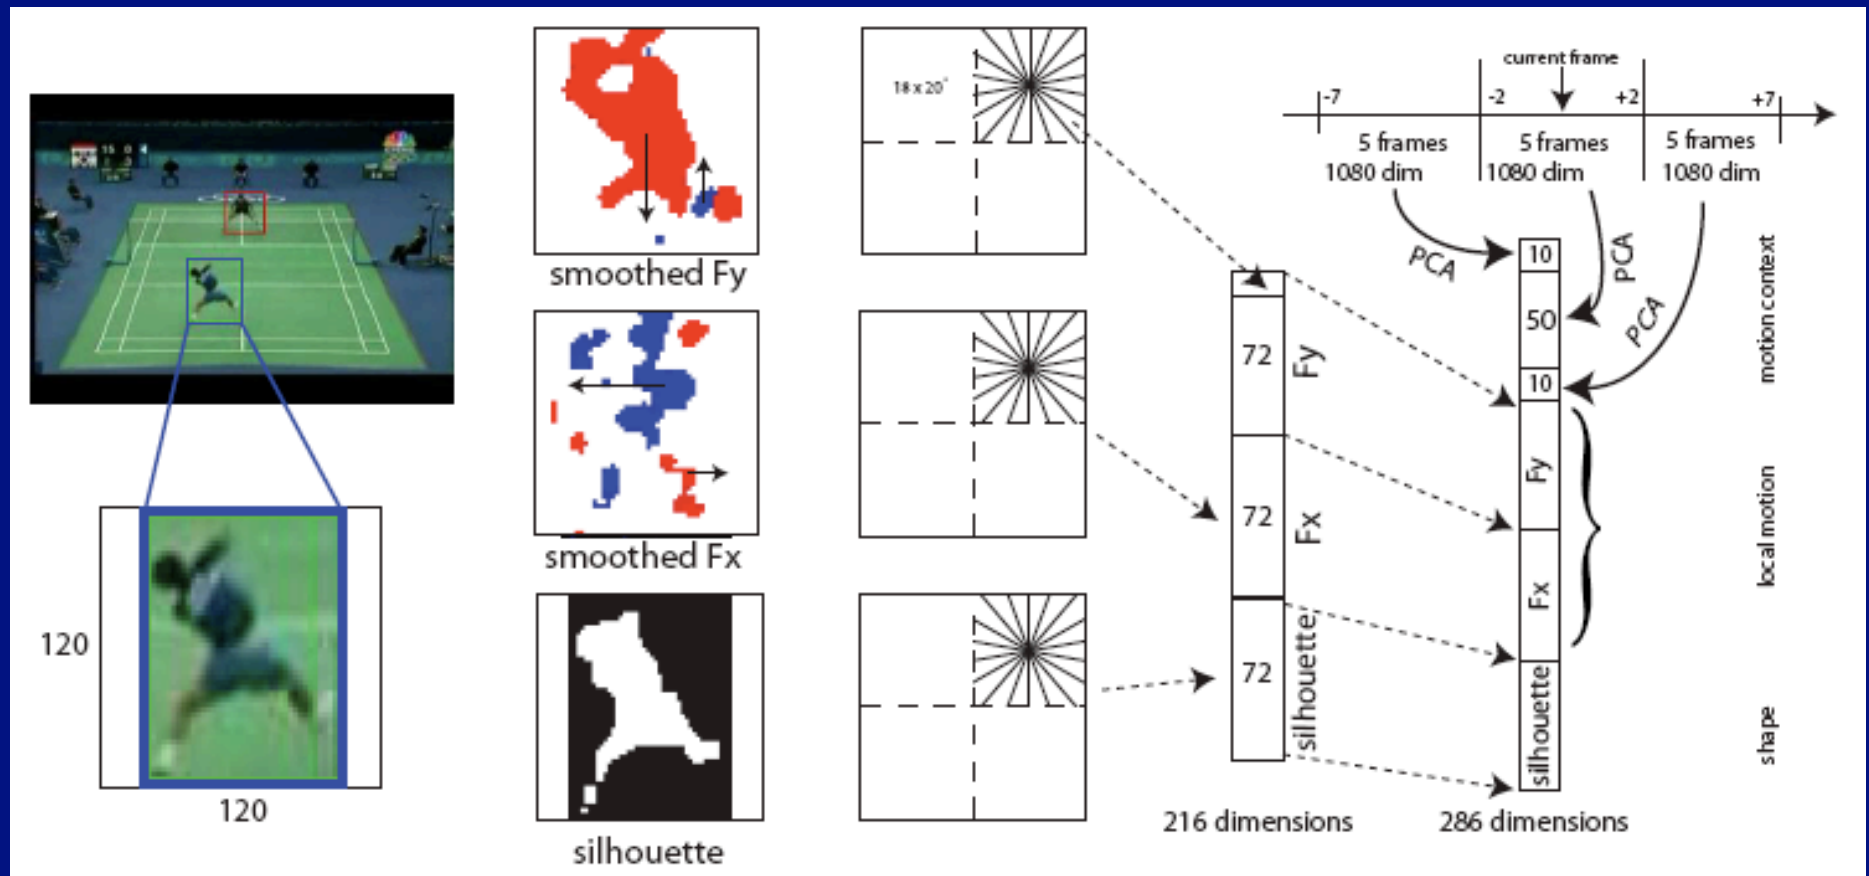 15 0
120
120
smoothed Fy
smoothed Fx
silhouette
18 x 20°
72
Fy
72
Fx
72
silhouette
216 dimensions
current frame
-7
-2
+2
+7
5 frames
1080 dim
5 frames
1080 dim
5 frames
1080 dim
PCA
PCA
PCA
10
50
10
Fy
Fx
silhouette
286 dimensions
motion context
local motion
shape